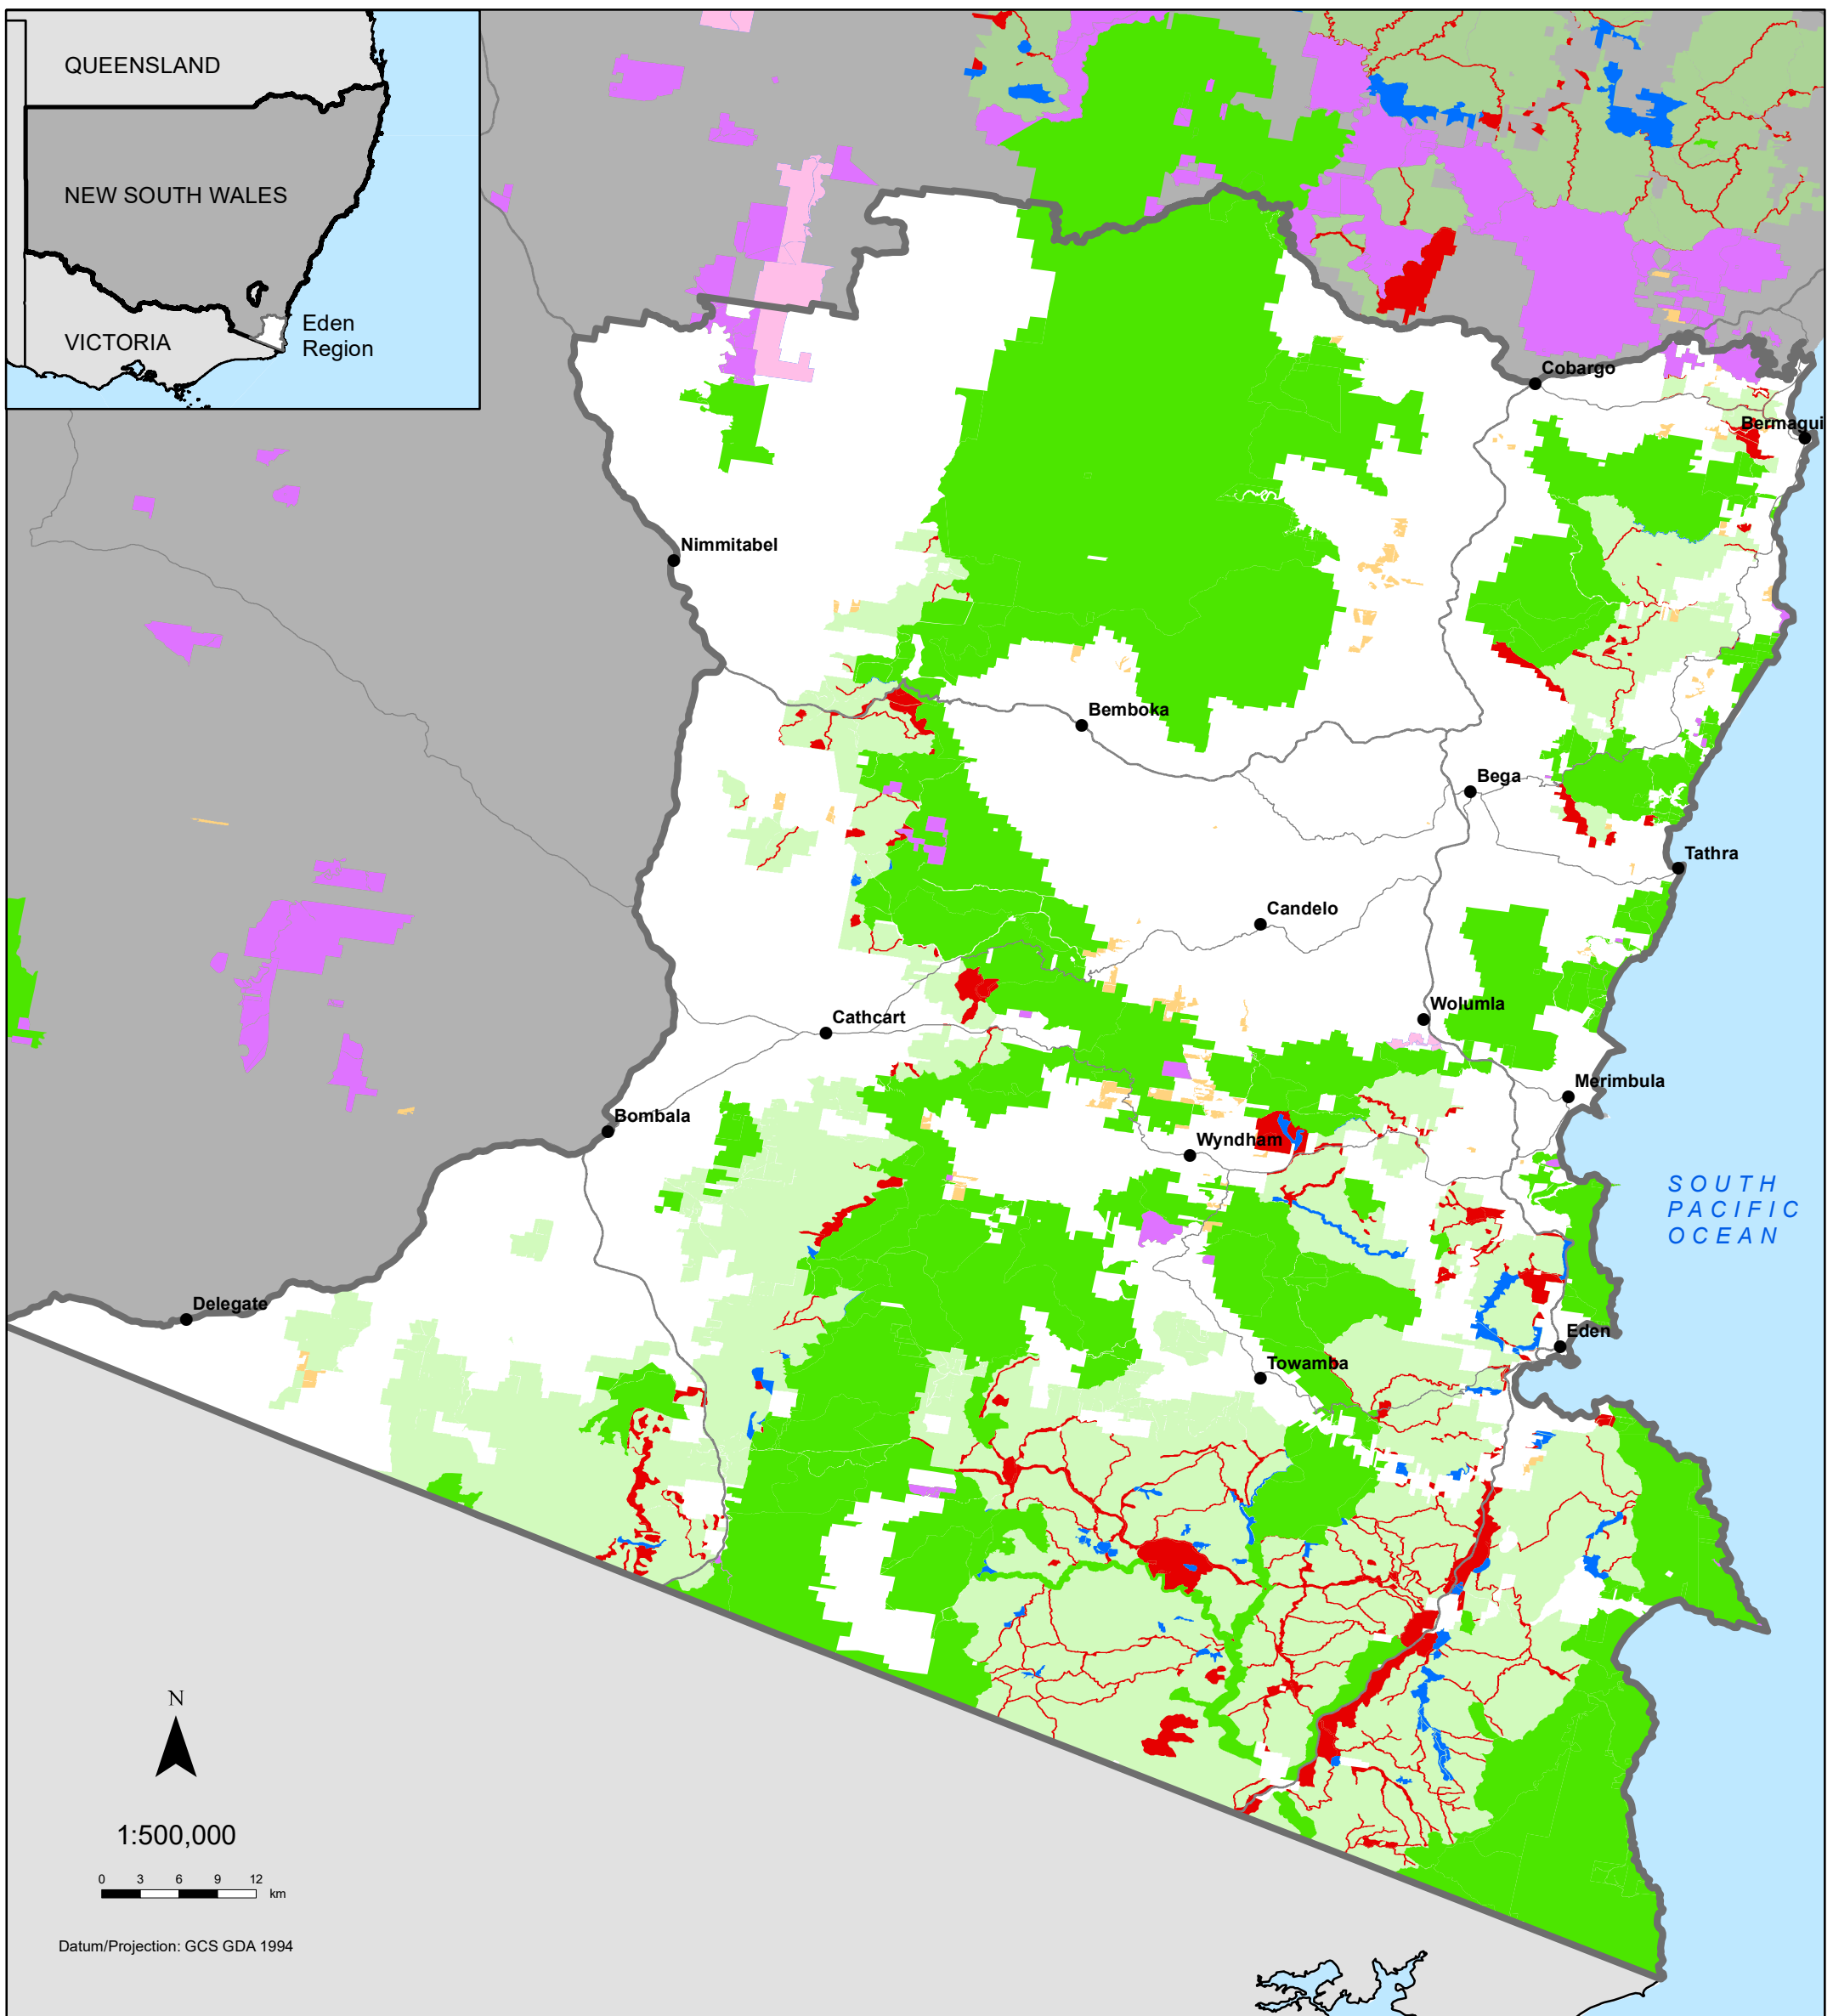 QUEENSLAND
NEW SOUTH WALES
VICTORIA
Eden
Region
Cobargo
Bermagui
Nimmitabel
Bemboka
Bega
Tathra
Candelo
Wolumla
Cathcart
Merimbula
Bombala
Wyndham
SOUTH
PACIFIC
OCEAN
Delegate
Eden
Towamba
N
1:500,000
0 3 6 9 12
km
Datum/Projection: GCS GDA 1994